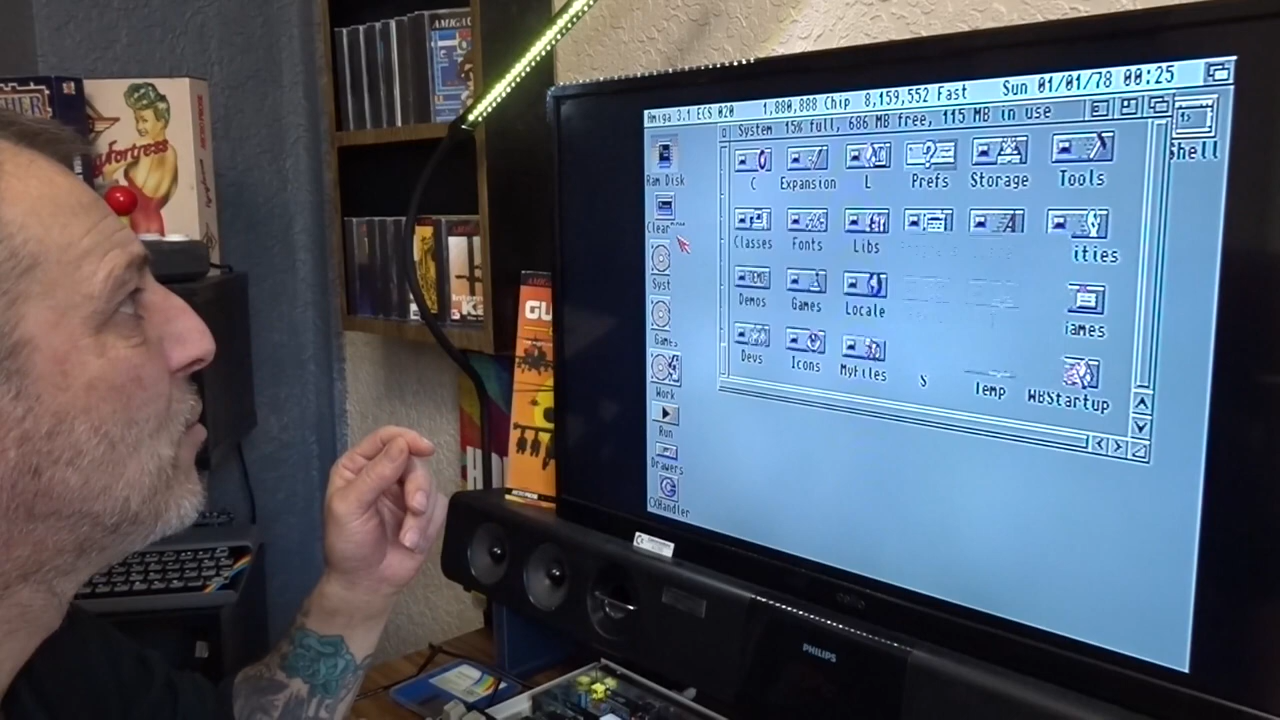 Amiga 3.1 ECS 020 1,880,888 Chip 8,159,552 Fast Sun 01/01/78 00:25
System 15% full, 686 MB free, 115 MB in use
Shell
Ram Disk
C Expansion L Prefs Storage Tools
Clear
Classes Fonts Libs ities
Syst
Demos Games Locale iames
Games
Devs Icons MyFiles S Temp WBStartup
Work
Run
Drawers
CXHandler
Fortress
AMIGA
GU
PHILIPS